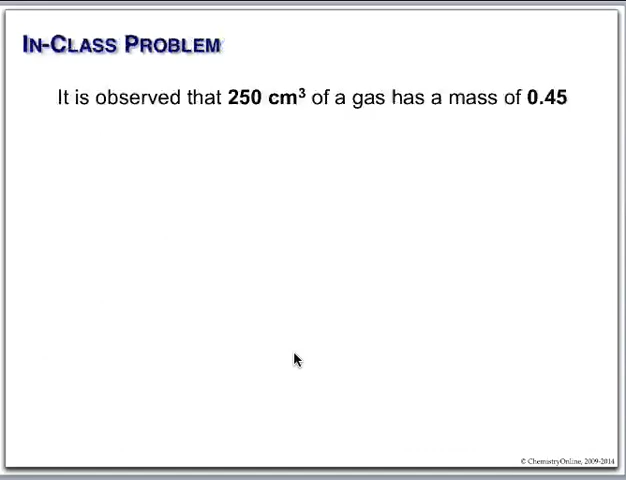 IN-CLASS PROBLEM
It is observed that 250 cm³ of a gas has a mass of 0.45
© ChemistryOnline, 2009-2014